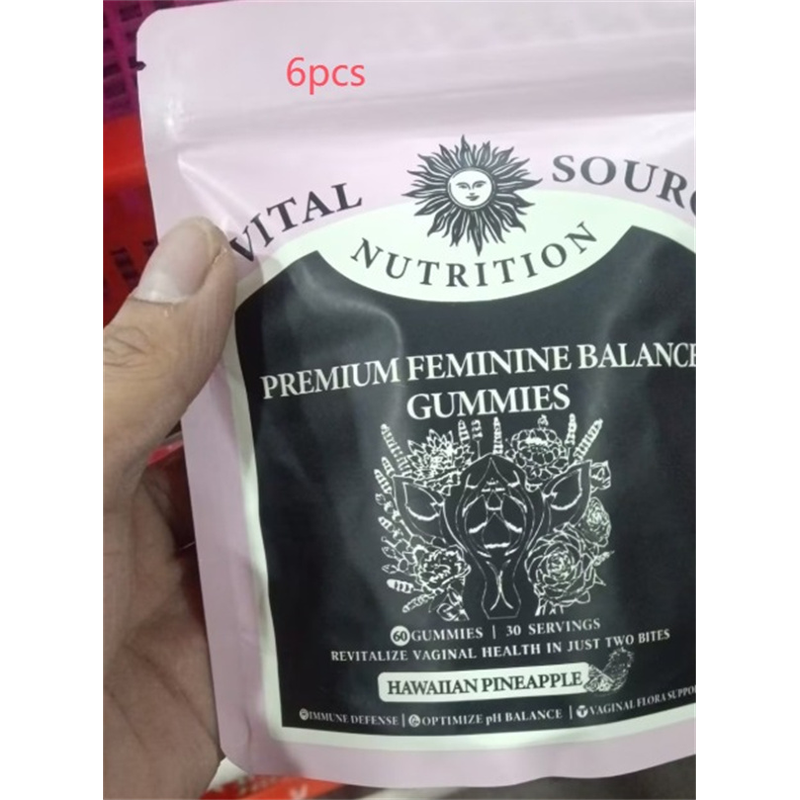 6pcs
VITAL SOUR
NUTRITION
PREMIUM FEMININE BALANCE
GUMMIES
60 GUMMIES | 30 SERVINGS
REVITALIZE VAGINAL HEALTH IN JUST TWO BITES
HAWAIIAN PINEAPPLE
IMMUNE DEFENSE | OPTIMIZE pH BALANCE | VAGINAL FLORA SUPPO